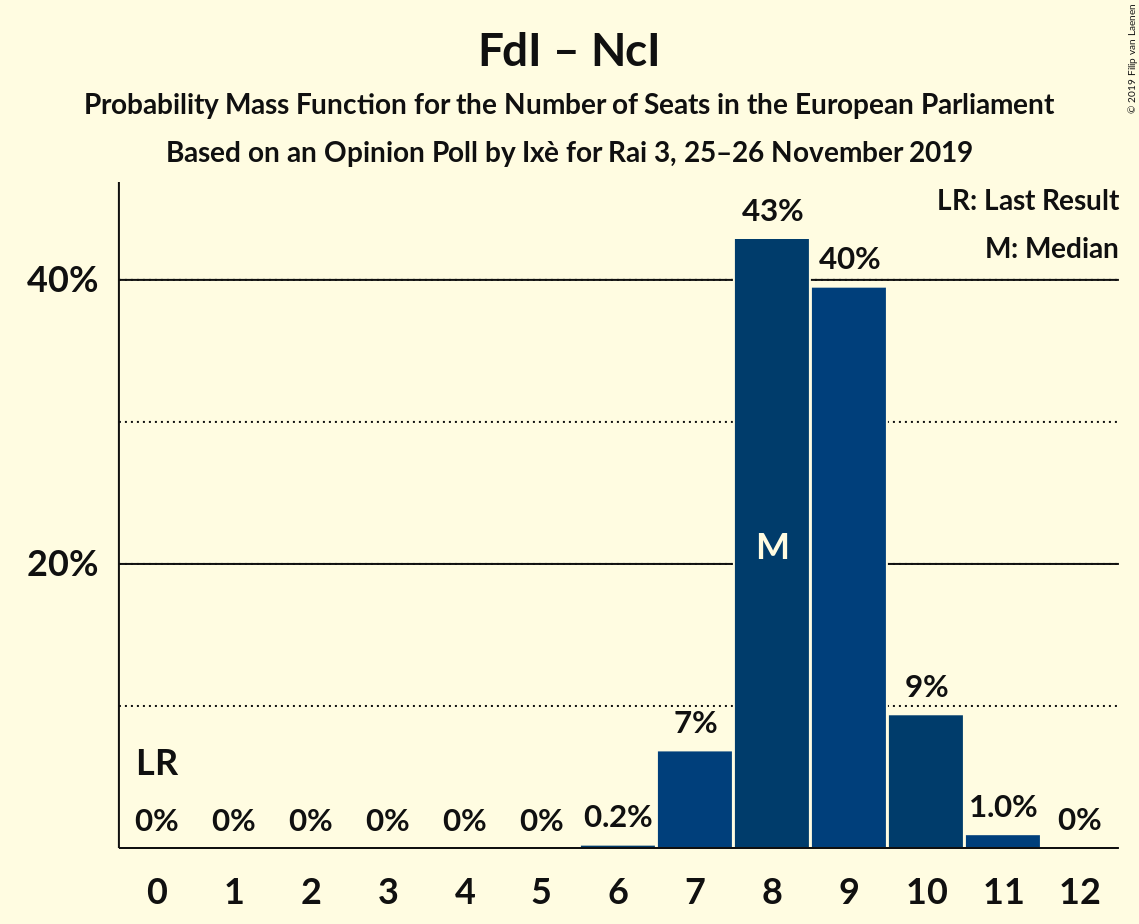 FdI – NcI
Probability Mass Function for the Number of Seats in the European Parliament
Based on an Opinion Poll by Ixè for Rai 3, 25–26 November 2019
© 2019 Filip van Laenen
LR: Last Result
M: Median
43%
40%
40%
20%
M
9%
7%
LR
0% 0% 0% 0% 0% 0% 0.2% 1.0% 0%
0 1 2 3 4 5 6 7 8 9 10 11 12